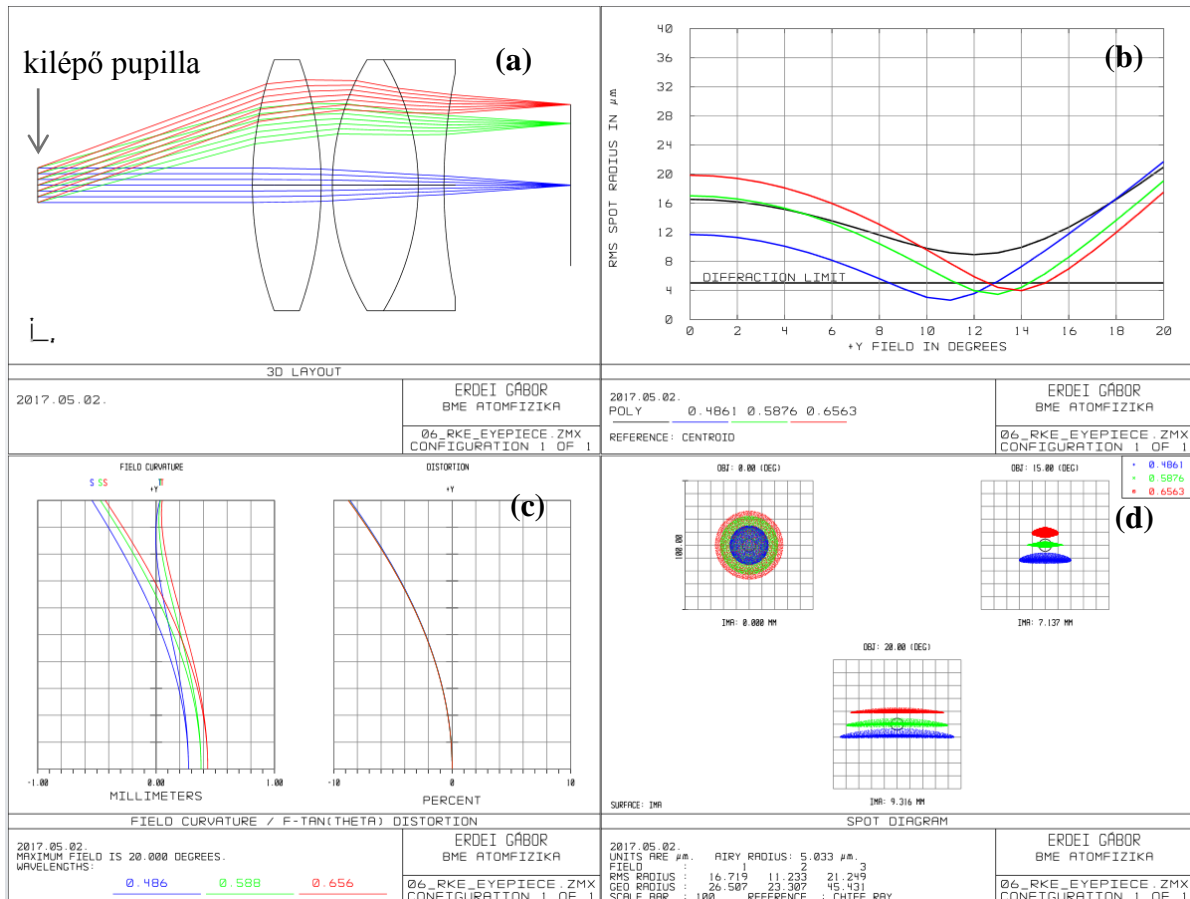 kilépő pupilla
(a)
3D LAYOUT
2017.05.02.
ERDEI GÁBOR
BME ATOMFIZIKA
06_RKE_EYEPIECE.ZMX
CONFIGURATION 1 OF 1
(b)
40
36
32
28
24
20
16
12
8
4
0
RMS SPOT RADIUS IN µm
DIFFRACTION LIMIT
0 2 4 6 8 10 12 14 16 18 20
+Y FIELD IN DEGREES
2017.05.02.
POLY 0.4861 0.5876 0.6563
REFERENCE: CENTROID
ERDEI GÁBOR
BME ATOMFIZIKA
06_RKE_EYEPIECE.ZMX
CONFIGURATION 1 OF 1
FIELD CURVATURE
DISTORTION
S SS TT
+Y
+Y
(c)
-1.00 0.00 1.00
MILLIMETERS
-10 0 10
PERCENT
FIELD CURVATURE / F-TAN(THETA) DISTORTION
2017.05.02.
MAXIMUM FIELD IS 20.000 DEGREES.
WAVELENGTHS:
0.486 0.588 0.656
ERDEI GÁBOR
BME ATOMFIZIKA
06_RKE_EYEPIECE.ZMX
CONFIGURATION 1 OF 1
OBJ: 0.00 (DEG)
OBJ: 15.00 (DEG)
0.4861
0.5876
0.6563
(d)
100.00
IMA: 0.000 MM
IMA: 7.137 MM
OBJ: 20.00 (DEG)
IMA: 9.316 MM
SURFACE: IMA
SPOT DIAGRAM
2017.05.02.
UNITS ARE µm. AIRY RADIUS: 5.033 µm.
FIELD : 1 2 3
RMS RADIUS : 16.719 11.233 21.249
GEO RADIUS : 26.507 23.307 45.431
SCALE BAR : 100 REFERENCE : CHIEF RAY
ERDEI GÁBOR
BME ATOMFIZIKA
06_RKE_EYEPIECE.ZMX
CONFIGURATION 1 OF 1